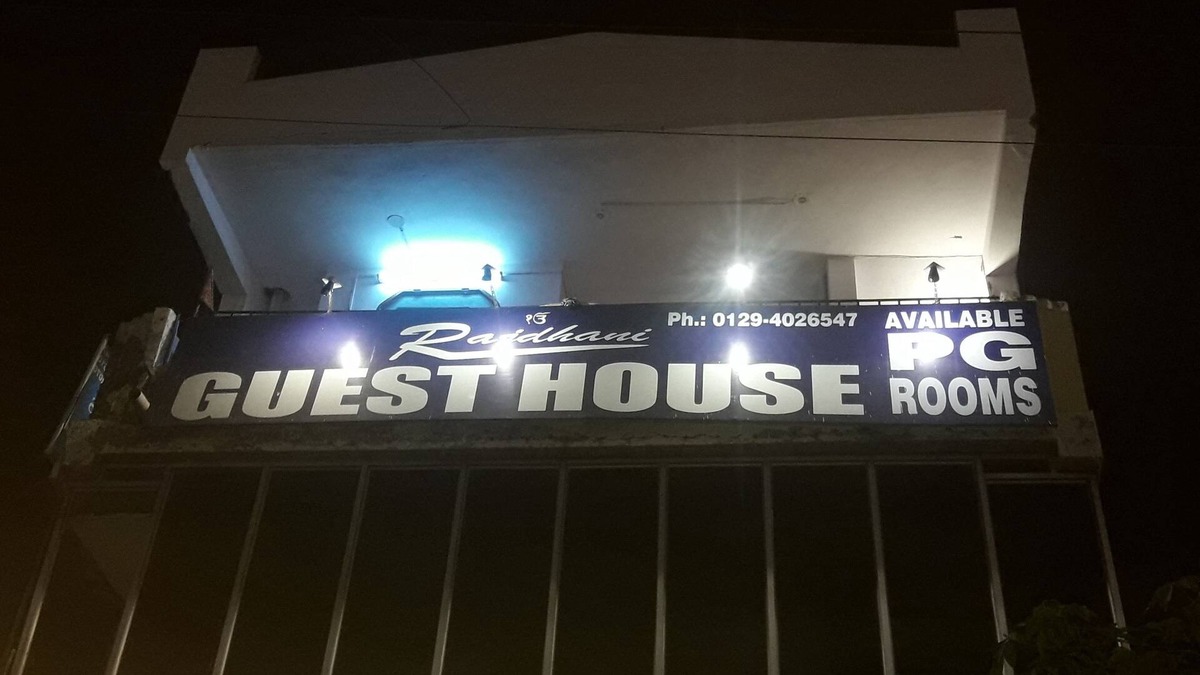 ੴ
Rajdhani
GUEST HOUSE
Ph.: 0129-4026547
AVAILABLE
PG
ROOMS